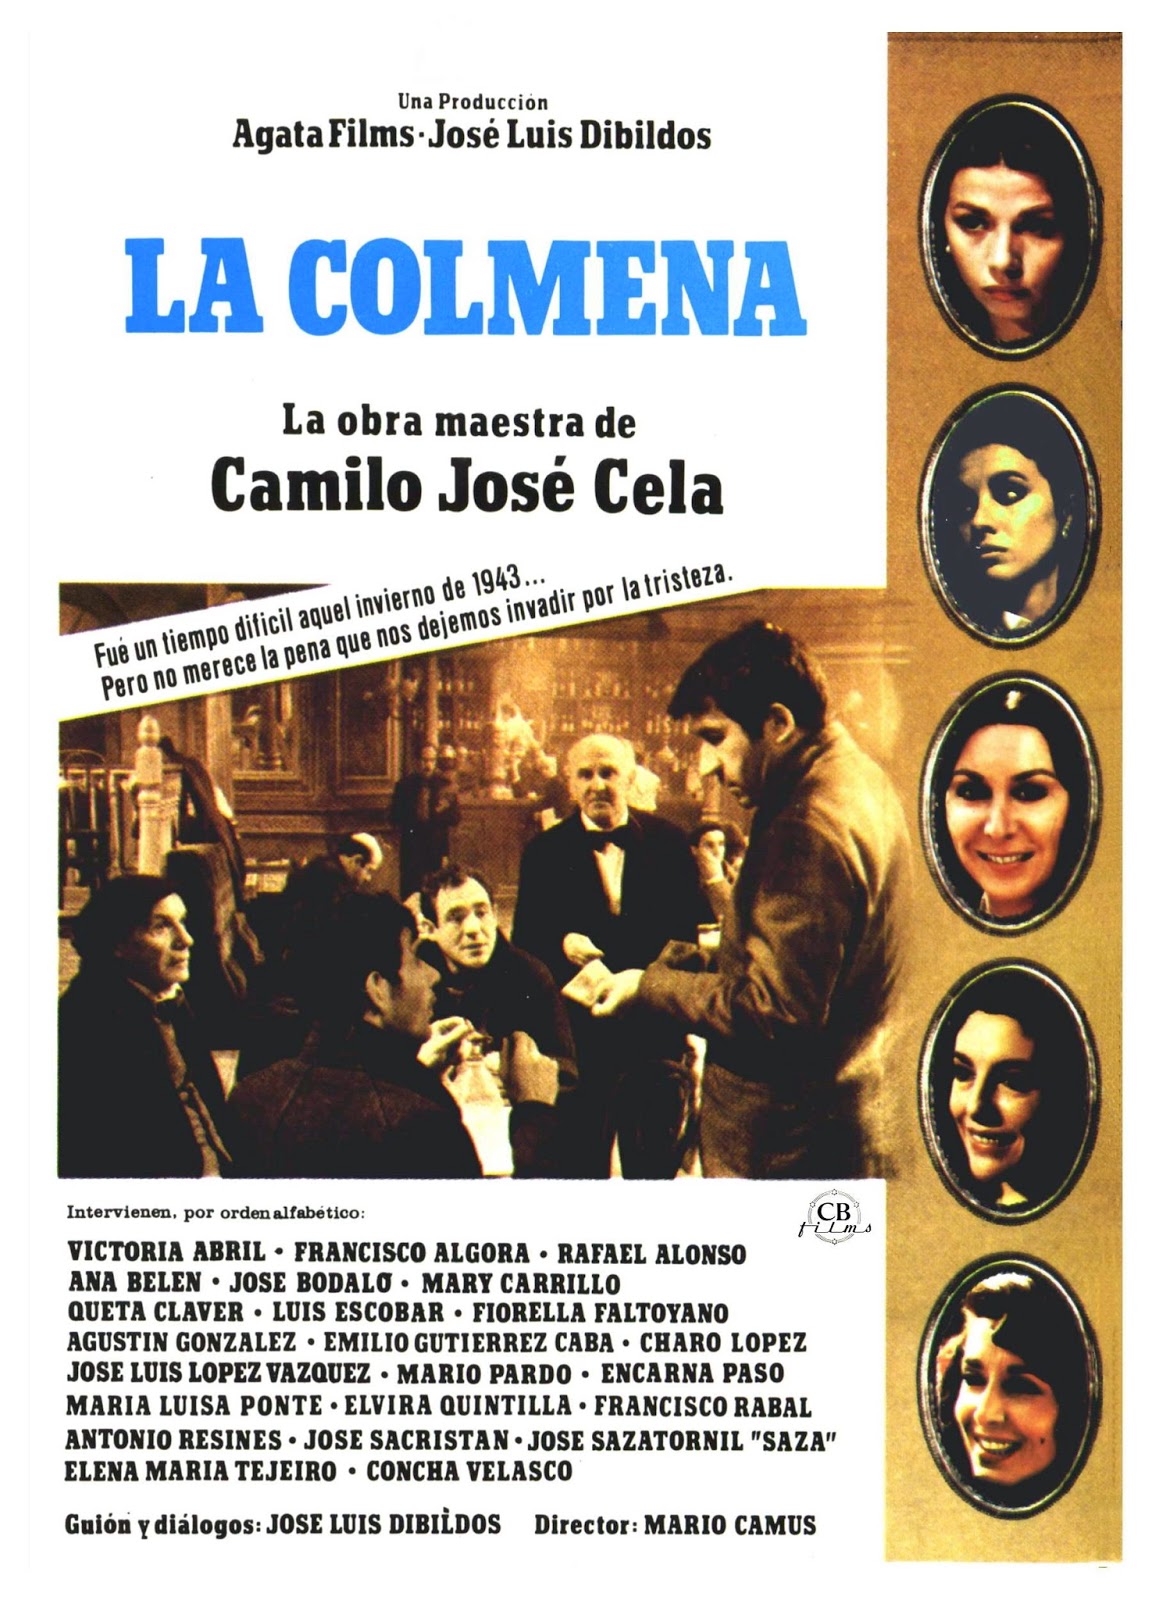 Una Producción
Agata Films · José Luis Dibildos
LA COLMENA
La obra maestra de
Camilo José Cela
Fué un tiempo dificil aquel invierno de 1943...
Pero no merece la pena que nos dejemos invadir por la tristeza.
CB
films
Intervienen, por orden alfabético:
VICTORIA ABRIL · FRANCISCO ALGORA · RAFAEL ALONSO
ANA BELEN · JOSE BODALO · MARY CARRILLO
QUETA CLAVER · LUIS ESCOBAR · FIORELLA FALTOYANO
AGUSTIN GONZALEZ · EMILIO GUTIERREZ CABA · CHARO LOPEZ
JOSE LUIS LOPEZ VAZQUEZ · MARIO PARDO · ENCARNA PASO
MARIA LUISA PONTE · ELVIRA QUINTILLA · FRANCISCO RABAL
ANTONIO RESINES · JOSE SACRISTAN · JOSE SAZATORNIL "SAZA"
ELENA MARIA TEJEIRO · CONCHA VELASCO
Guión y diálogos: JOSE LUIS DIBILDOS Director: MARIO CAMUS